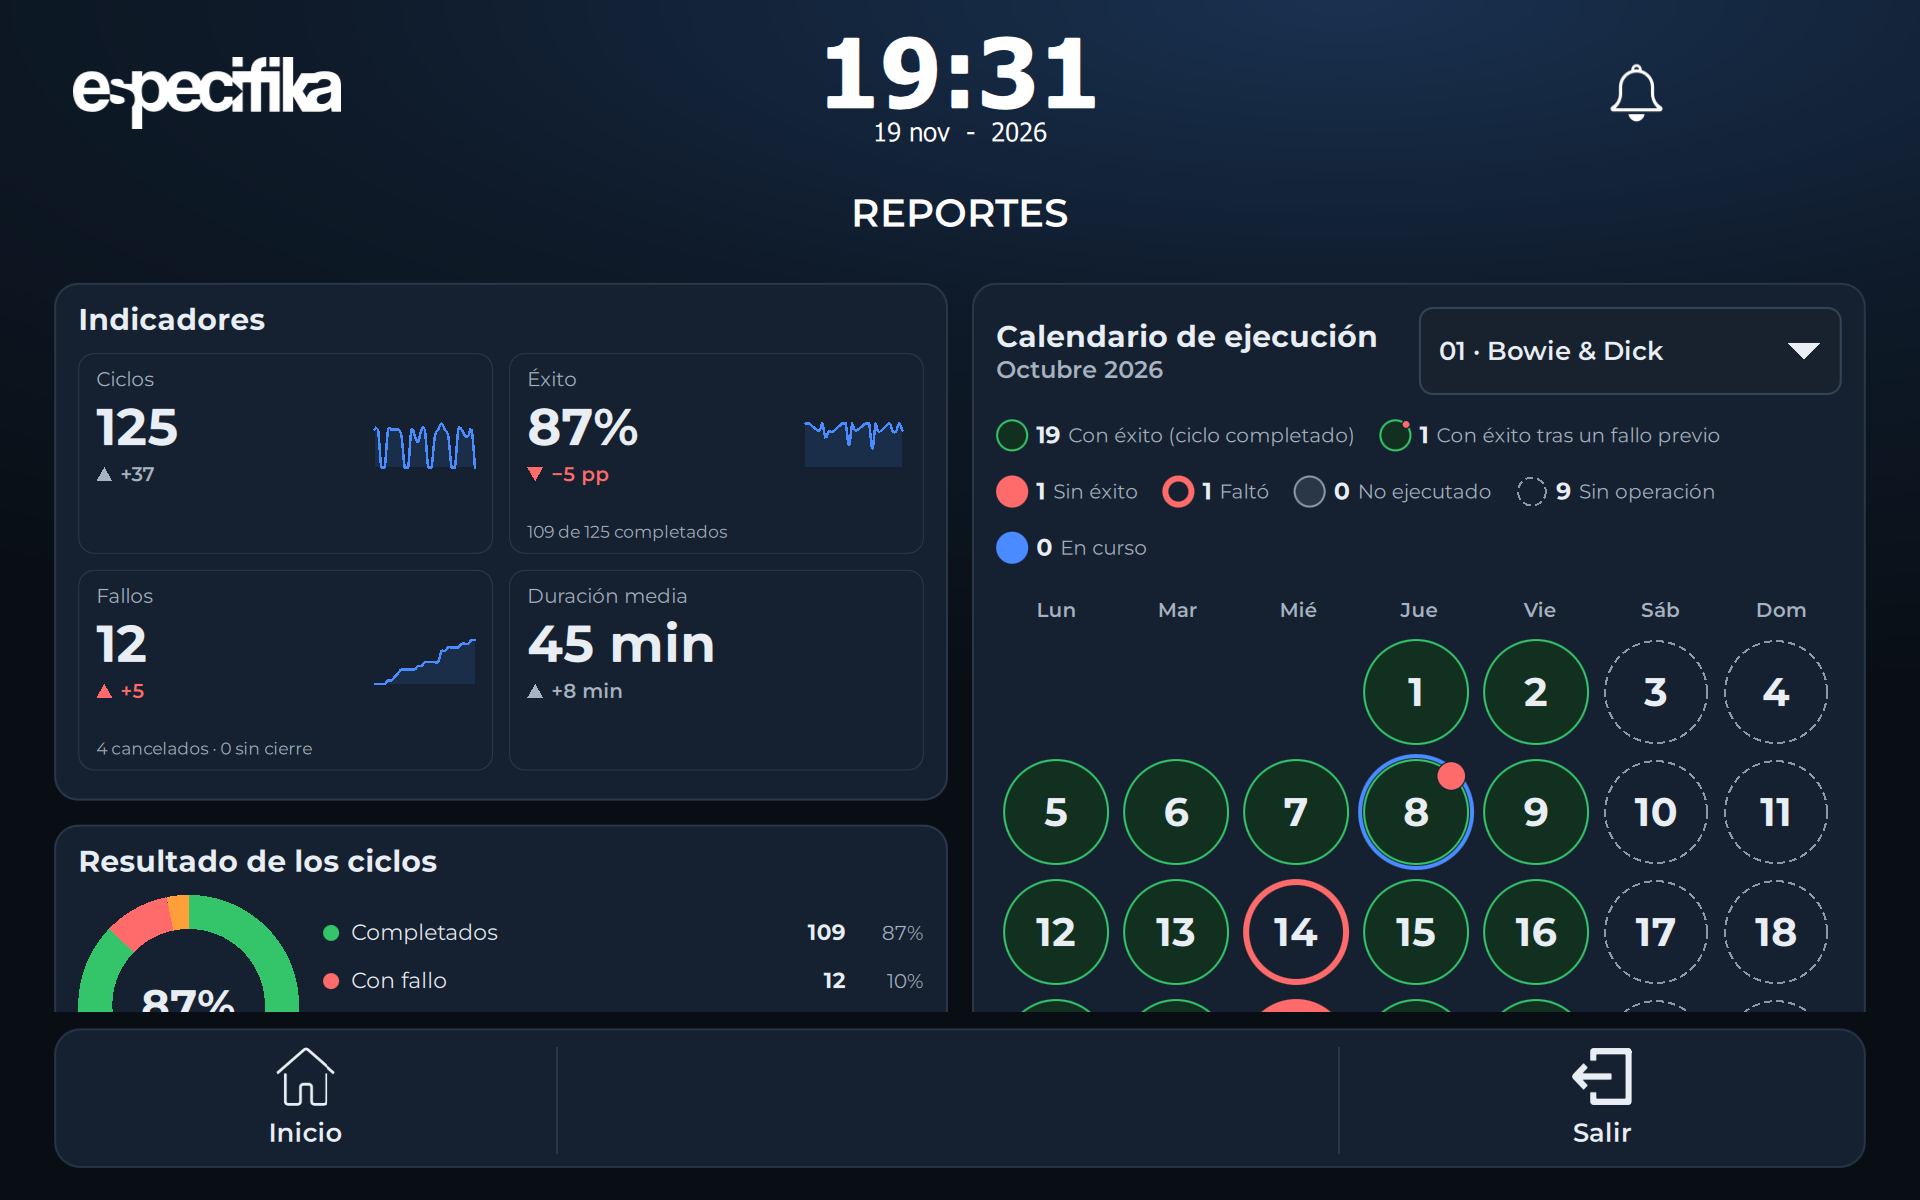 especifika
19:31
19 nov - 2026
REPORTES
Indicadores
Ciclos
125
+37
Éxito
87%
−5 pp
109 de 125 completados
Fallos
12
+5
4 cancelados · 0 sin cierre
Duración media
45 min
+8 min
Resultado de los ciclos
87%
Completados 109 87%
Con fallo 12 10%
Calendario de ejecución
Octubre 2026
01 · Bowie & Dick
19 Con éxito (ciclo completado) 1 Con éxito tras un fallo previo
1 Sin éxito 1 Faltó 0 No ejecutado 9 Sin operación
0 En curso
Lun Mar Mié Jue Vie Sáb Dom
1 2 3 4
5 6 7 8 9 10 11
12 13 14 15 16 17 18
Inicio
Salir